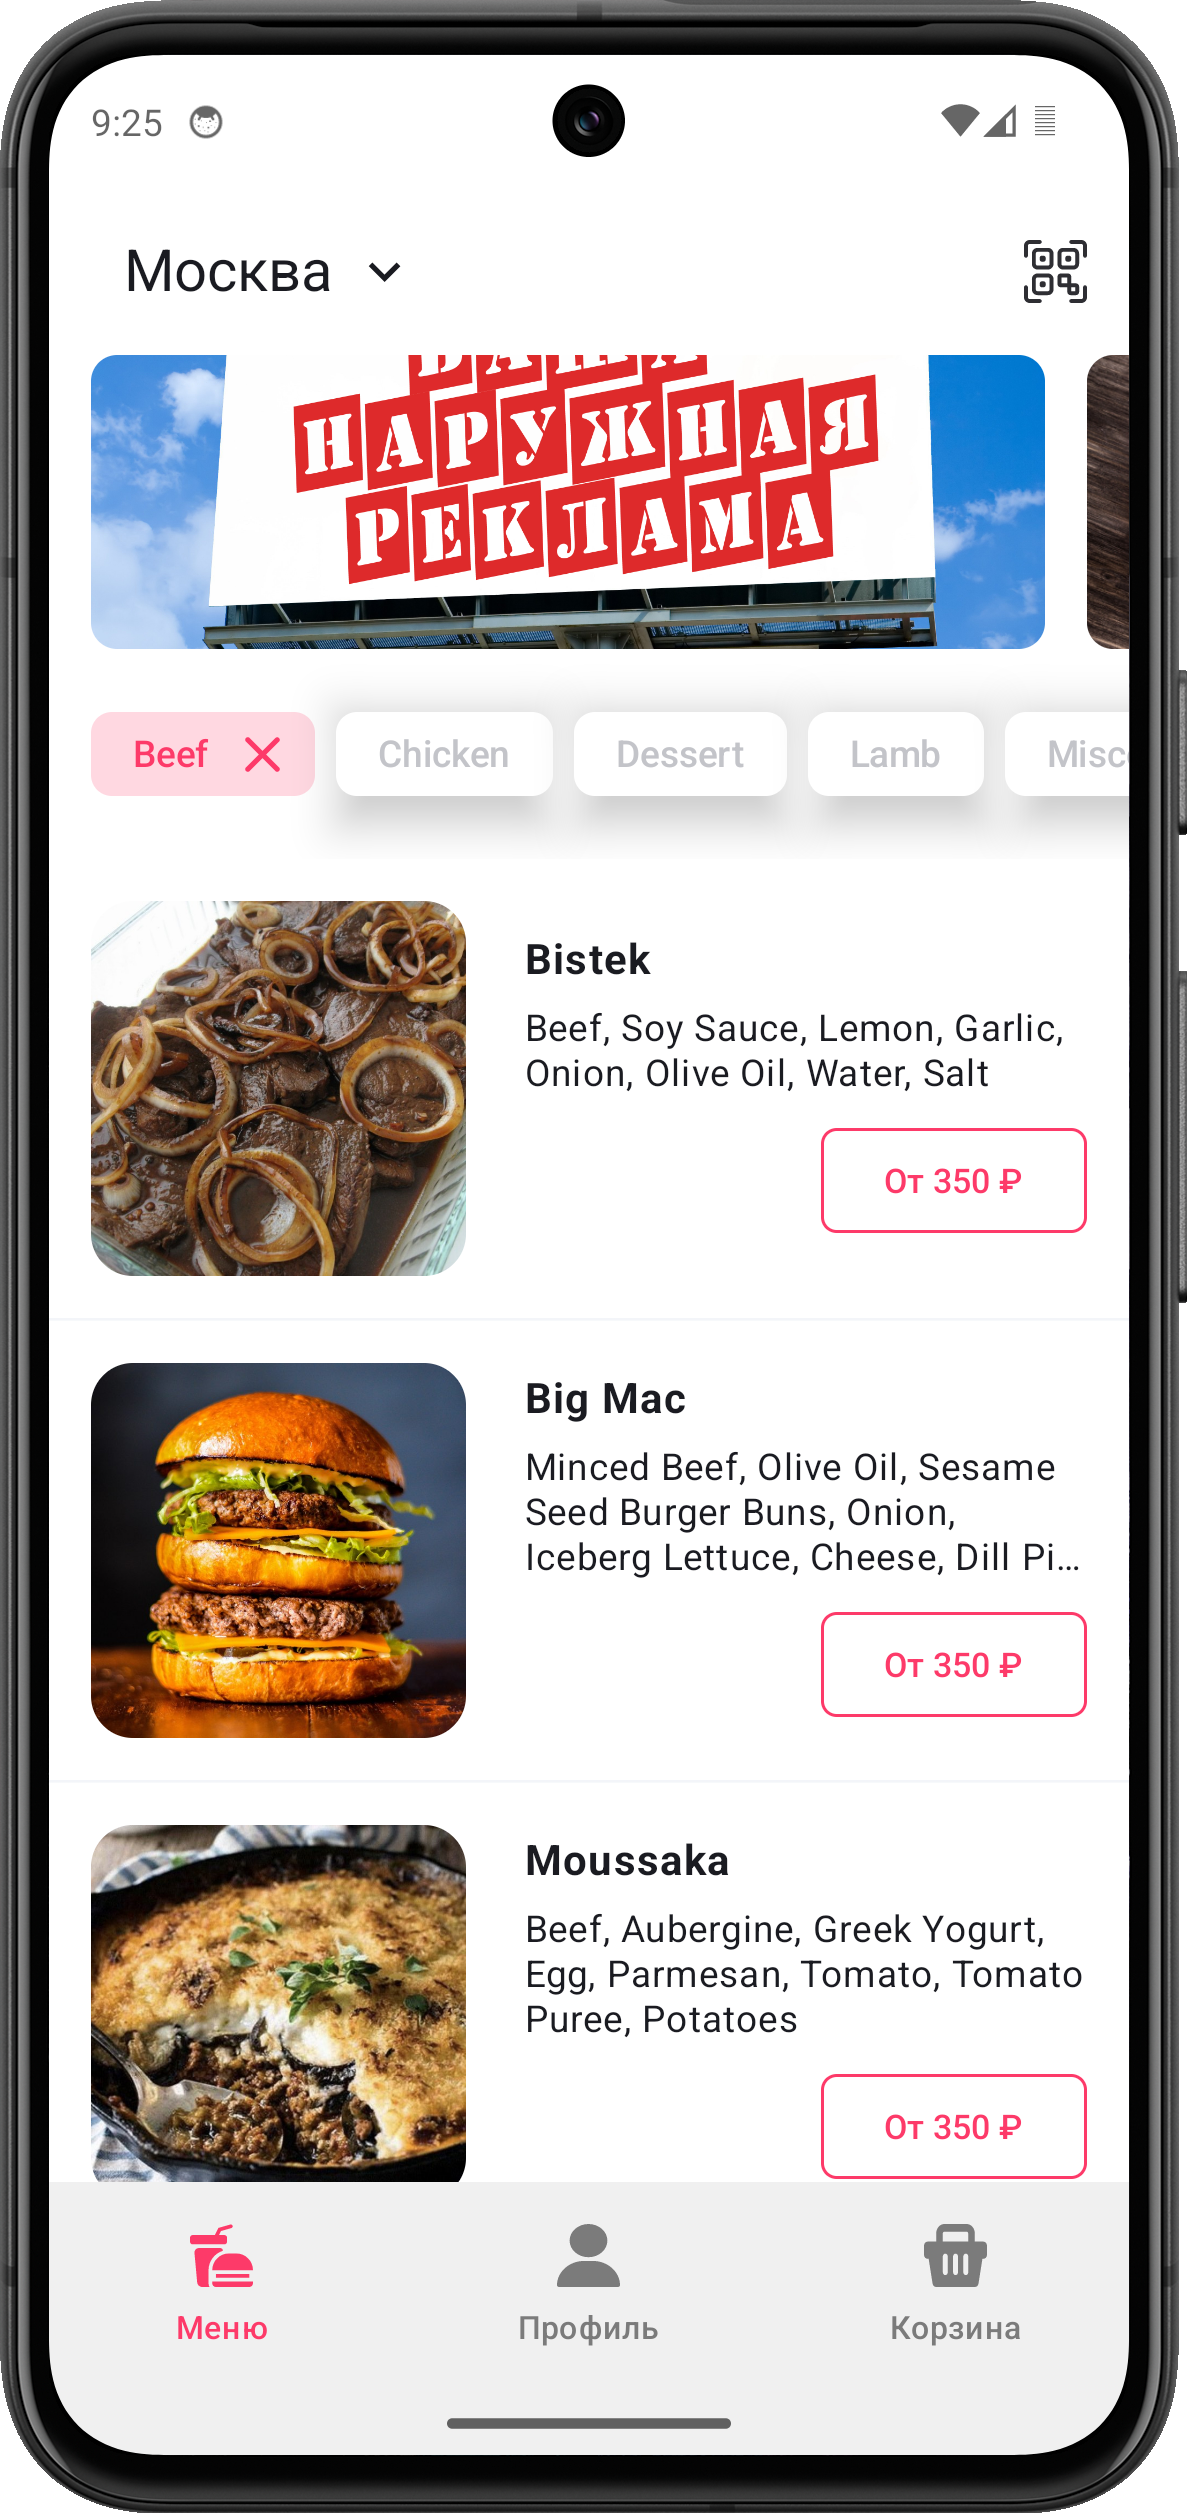 9:25
Москва
ВАША
НАРУЖНАЯ
РЕКЛАМА
Beef
Chicken
Dessert
Lamb
Bistek
Beef, Soy Sauce, Lemon, Garlic,
Onion, Olive Oil, Water, Salt
От 350 ₽
Big Mac
Minced Beef, Olive Oil, Sesame
Seed Burger Buns, Onion,
Iceberg Lettuce, Cheese, Dill Pi…
От 350 ₽
Moussaka
Beef, Aubergine, Greek Yogurt,
Egg, Parmesan, Tomato, Tomato
Puree, Potatoes
От 350 ₽
Меню
Профиль
Корзина